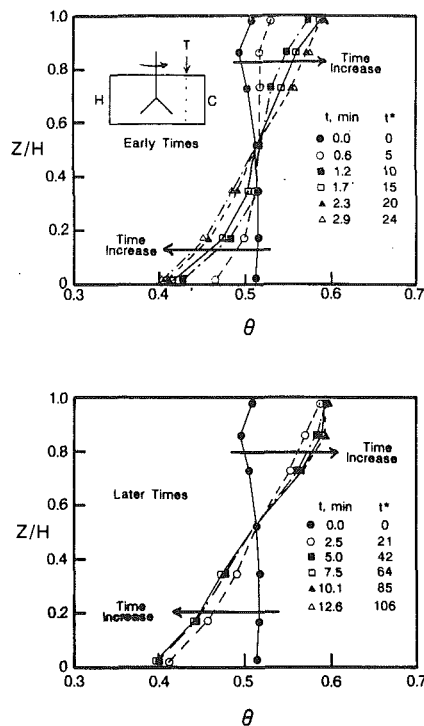 1.0
0.8
0.6
0.4
0.2
0
Z/H
T
H
C
Early Times
Time
Increase
t, min t*
0.0 0
0.6 5
1.2 10
1.7 15
2.3 20
2.9 24
Time
Increase
0.3 0.4 0.5 0.6 0.7
θ
1.0
0.8
0.6
0.4
0.2
0
Z/H
Later Times
Time
Increase
t, min t*
0.0 0
2.5 21
5.0 42
7.5 64
10.1 85
12.6 106
Time
Increase
0.3 0.4 0.5 0.6 0.7
θ